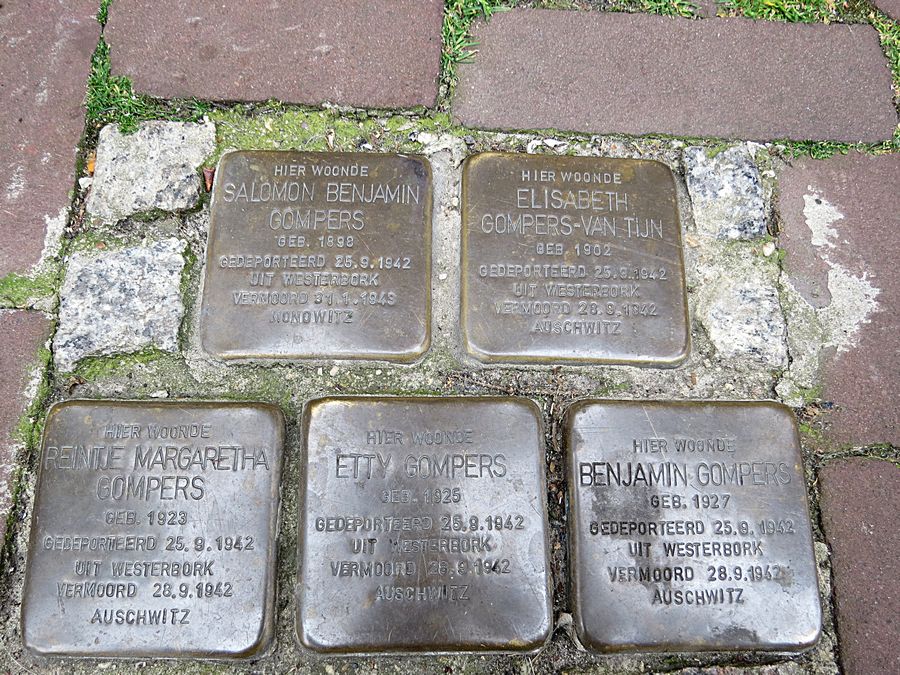 HIER WOONDE
SALOMON BENJAMIN
GOMPERS
GEB. 1898
GEDEPORTEERD 25.9.1942
UIT WESTERBORK
VERMOORD 31.1.1943
MONOWITZ
HIER WOONDE
ELISABETH
GOMPERS-VAN TIJN
GEB. 1902
GEDEPORTEERD 25.9.1942
UIT WESTERBORK
VERMOORD 28.9.1942
AUSCHWITZ
HIER WOONDE
REINTJE MARGARETHA
GOMPERS
GEB. 1923
GEDEPORTEERD 25.9.1942
UIT WESTERBORK
VERMOORD 28.9.1942
AUSCHWITZ
HIER WOONDE
ETTY GOMPERS
GEB. 1925
GEDEPORTEERD 25.9.1942
UIT WESTERBORK
VERMOORD 28.9.1942
AUSCHWITZ
HIER WOONDE
BENJAMIN GOMPERS
GEB. 1927
GEDEPORTEERD 25.9.1942
UIT WESTERBORK
VERMOORD 28.9.1942
AUSCHWITZ